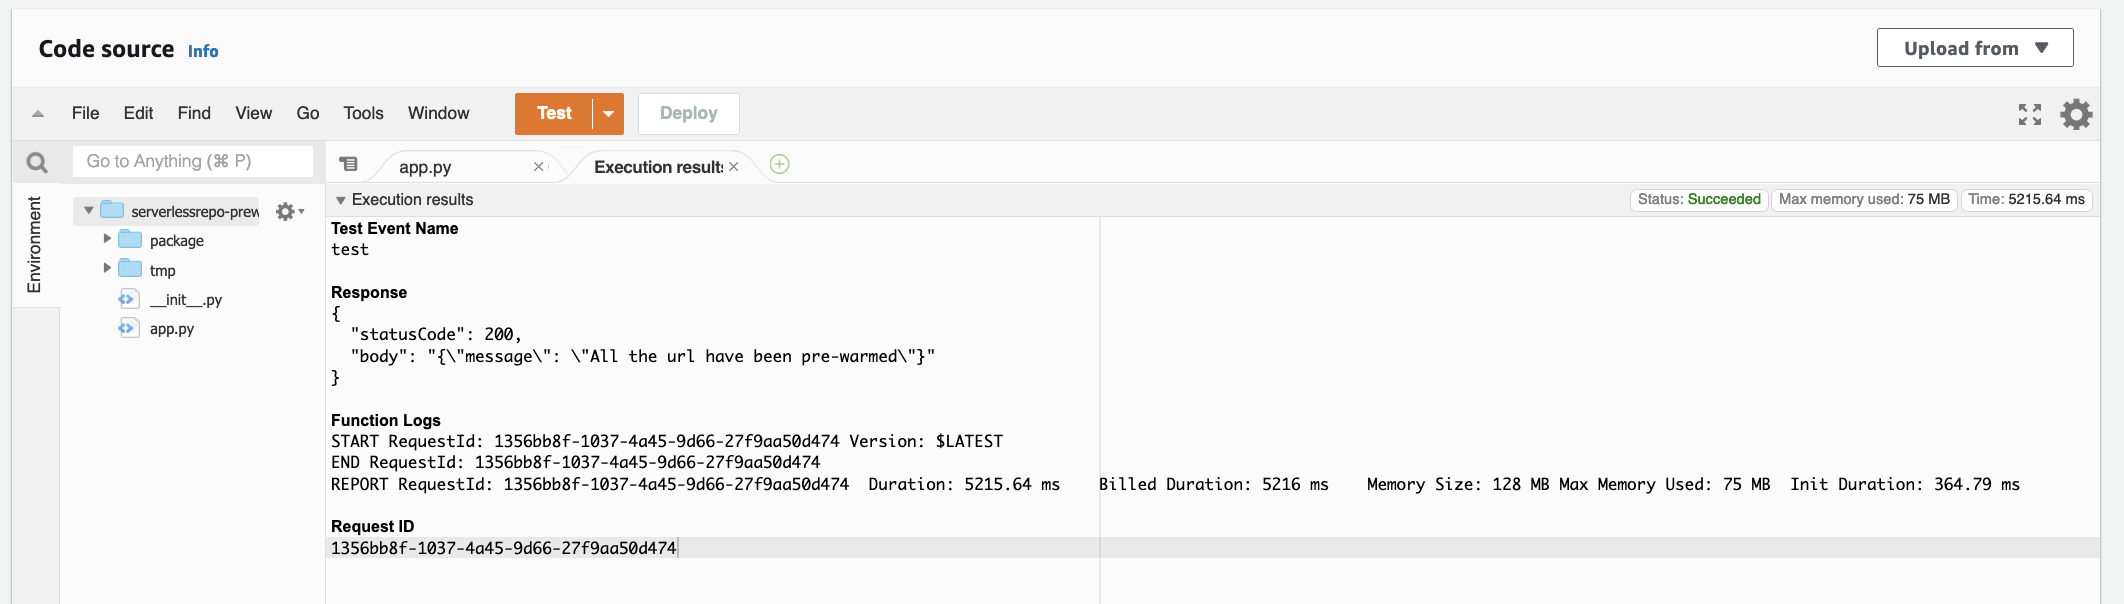 Code source Info
Upload from
File Edit Find View Go Tools Window Test Deploy
Go to Anything (⌘ P)
app.py Execution results
Environment
Execution results Status: Succeeded Max memory used: 75 MB Time: 5215.64 ms
serverlessrepo-prew
package
tmp
__init__.py
app.py
Test Event Name
test
Response
{
  "statusCode": 200,
  "body": "{\"message\": \"All the url have been pre-warmed\"}"
}
Function Logs
START RequestId: 1356bb8f-1037-4a45-9d66-27f9aa50d474 Version: $LATEST
END RequestId: 1356bb8f-1037-4a45-9d66-27f9aa50d474
REPORT RequestId: 1356bb8f-1037-4a45-9d66-27f9aa50d474 Duration: 5215.64 ms Billed Duration: 5216 ms Memory Size: 128 MB Max Memory Used: 75 MB Init Duration: 364.79 ms
Request ID
1356bb8f-1037-4a45-9d66-27f9aa50d474